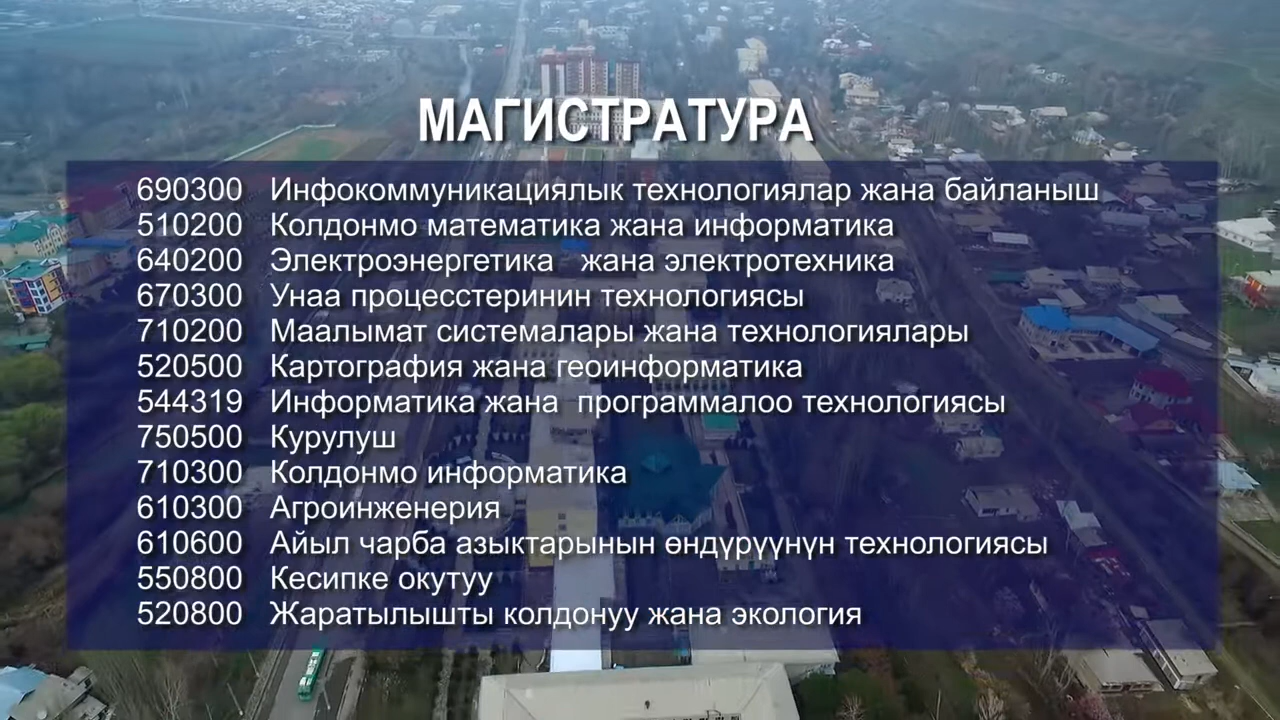 МАГИСТРАТУРА
690300 Инфокоммуникациялык технологиялар жана байланыш
510200 Колдонмо математика жана информатика
640200 Электроэнергетика жана электротехника
670300 Унаа процесстеринин технологиясы
710200 Маалымат системалары жана технологиялары
520500 Картография жана геоинформатика
544319 Информатика жана программалоо технологиясы
750500 Курулуш
710300 Колдонмо информатика
610300 Агроинженерия
610600 Айыл чарба азыктарынын өндүрүүнүн технологиясы
550800 Кесипке окутуу
520800 Жаратылышты колдонуу жана экология